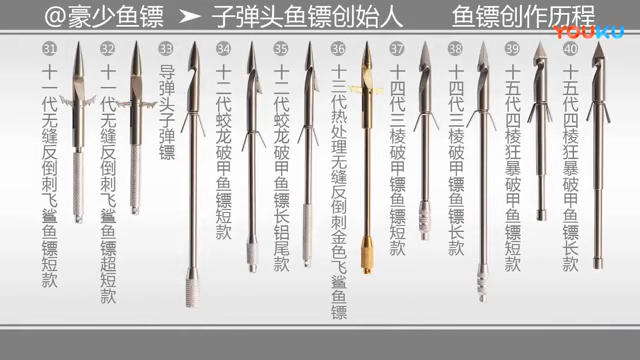 @豪少鱼镖 ➤ 子弹头鱼镖创始人 鱼镖创作历程
YOUKU
31 十一代无缝反倒刺飞鲨鱼镖短款
32 十一代无缝反倒刺飞鲨鱼镖超短款
33 导弹头子弹镖
34 十二代蛟龙破甲鱼镖短款
35 十二代蛟龙破甲鱼镖长铝尾款
36 十三代热处理无缝反倒刺金色飞鲨鱼镖
37 十四代三棱破甲镖鱼镖短款
38 十四代三棱破甲镖鱼镖长款
39 十五代四棱狂暴破甲鱼镖短款
40 十五代四棱狂暴破甲鱼镖长款